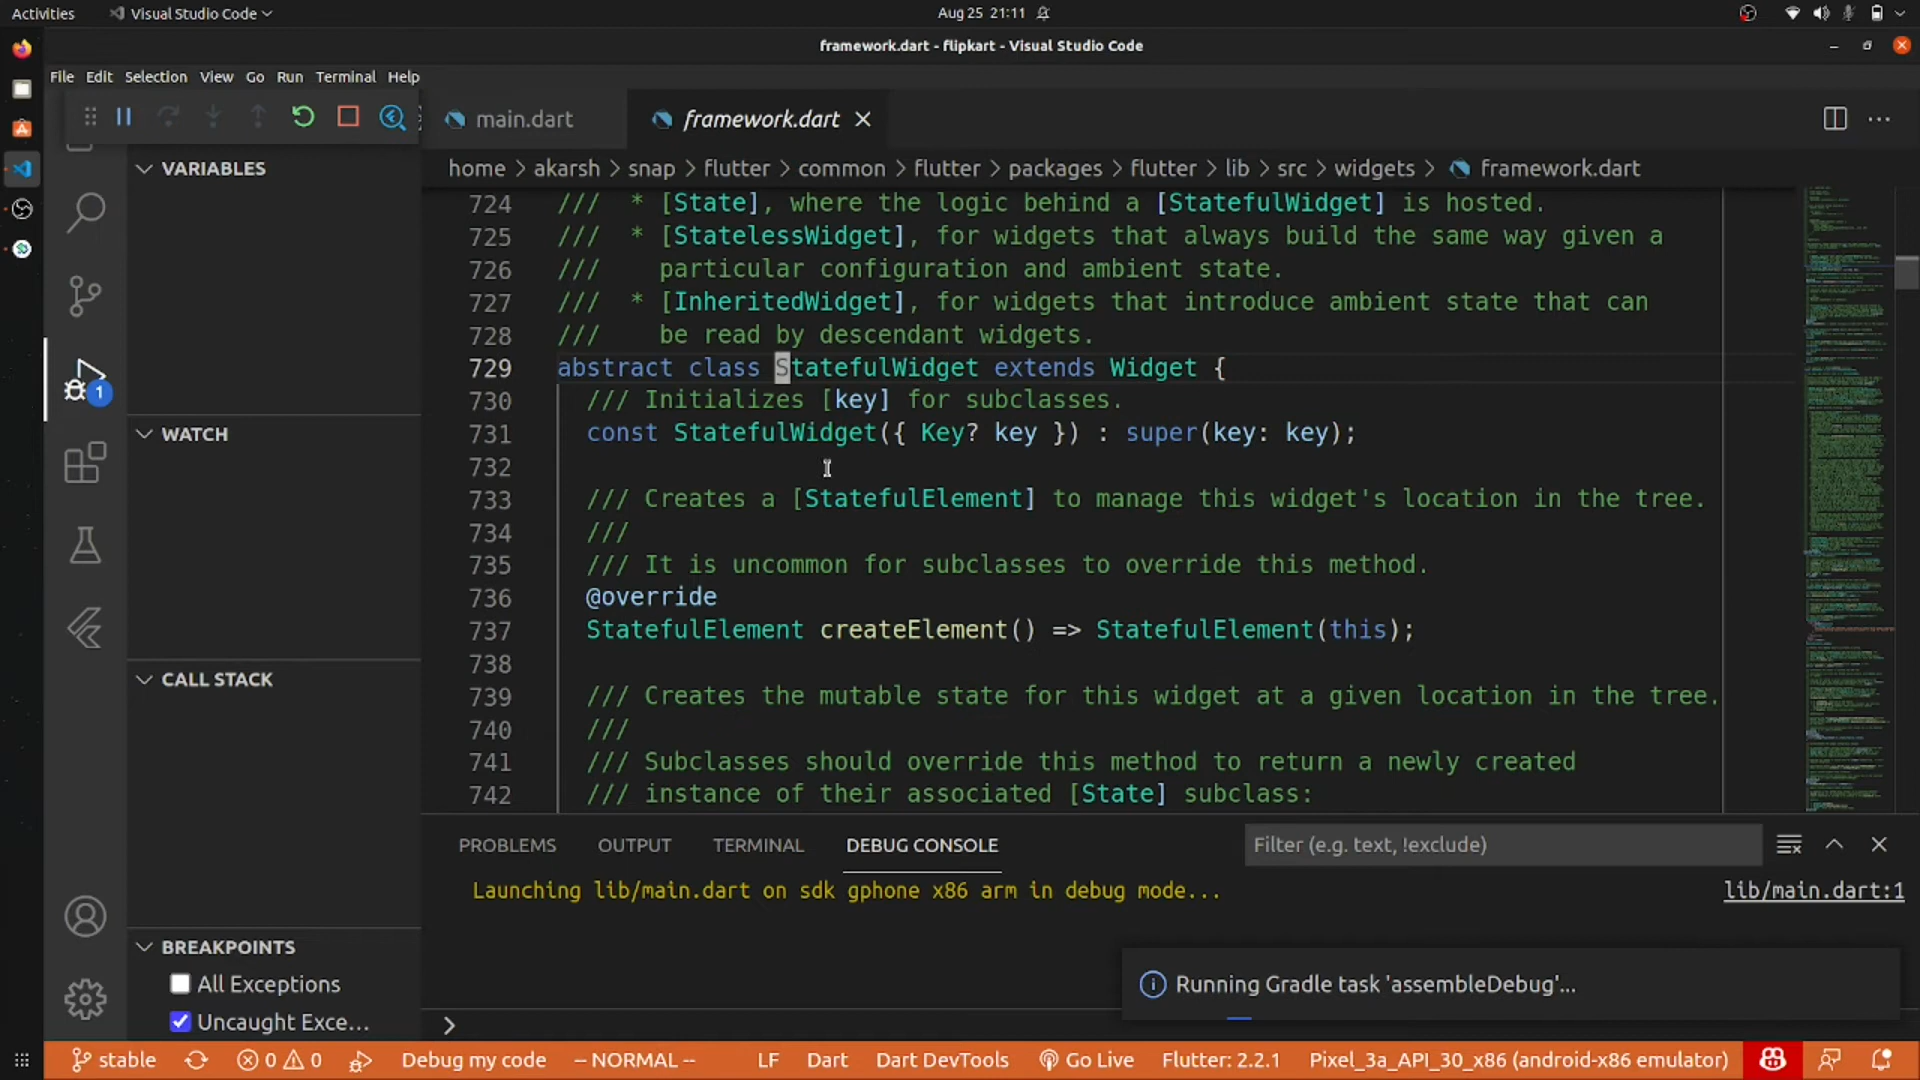 Activities
Visual Studio Code
Aug 25 21:11
framework.dart - flipkart - Visual Studio Code
File Edit Selection View Go Run Terminal Help
main.dart
framework.dart
home > akarsh > snap > flutter > common > flutter > packages > flutter > lib > src > widgets > framework.dart
VARIABLES
WATCH
CALL STACK
BREAKPOINTS
All Exceptions
Uncaught Exce...
1
724 /// * [State], where the logic behind a [StatefulWidget] is hosted.
725 /// * [StatelessWidget], for widgets that always build the same way given a
726 /// particular configuration and ambient state.
727 /// * [InheritedWidget], for widgets that introduce ambient state that can
728 /// be read by descendant widgets.
729 abstract class StatefulWidget extends Widget {
730 /// Initializes [key] for subclasses.
731 const StatefulWidget({ Key? key }) : super(key: key);
732
733 /// Creates a [StatefulElement] to manage this widget's location in the tree.
734 ///
735 /// It is uncommon for subclasses to override this method.
736 @override
737 StatefulElement createElement() => StatefulElement(this);
738
739 /// Creates the mutable state for this widget at a given location in the tree.
740 ///
741 /// Subclasses should override this method to return a newly created
742 /// instance of their associated [State] subclass:
PROBLEMS OUTPUT TERMINAL DEBUG CONSOLE
Filter (e.g. text, !exclude)
Launching lib/main.dart on sdk gphone x86 arm in debug mode...
lib/main.dart:1
Running Gradle task 'assembleDebug'...
stable 0 0 Debug my code -- NORMAL -- LF Dart Dart DevTools Go Live Flutter: 2.2.1 Pixel_3a_API_30_x86 (android-x86 emulator)